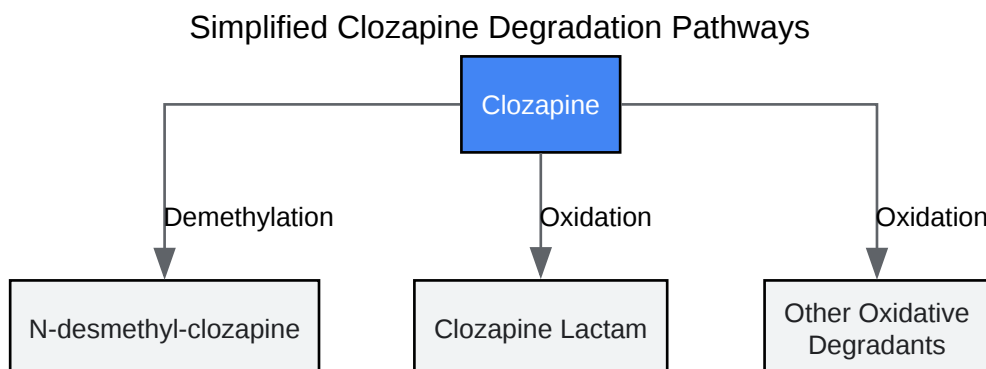 Simplified Clozapine Degradation Pathways
Clozapine
Demethylation
Oxidation
Oxidation
N-desmethyl-clozapine
Clozapine Lactam
Other Oxidative
Degradants